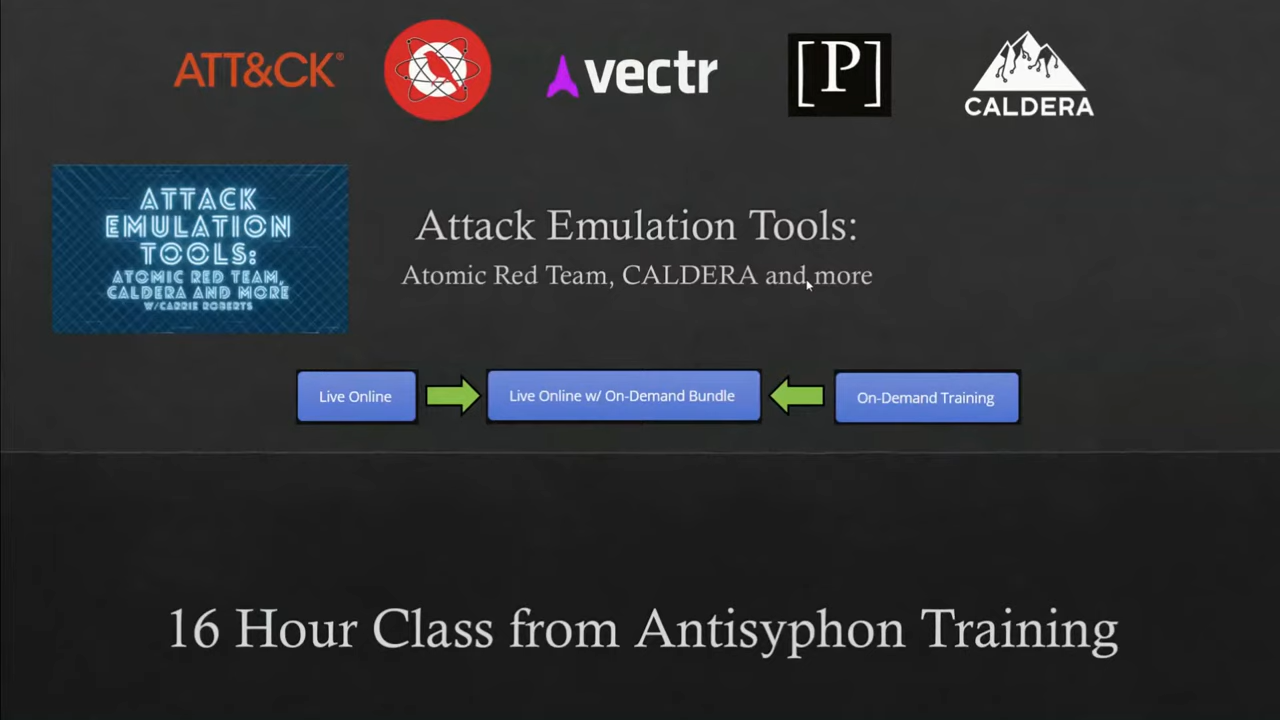 ATT&CK®
vectr
[P]
CALDERA
ATTACK
EMULATION
TOOLS:
ATOMIC RED TEAM,
CALDERA AND MORE
W/CARRIE ROBERTS
Attack Emulation Tools:
Atomic Red Team, CALDERA and more
Live Online
Live Online w/ On-Demand Bundle
On-Demand Training
16 Hour Class from Antisyphon Training